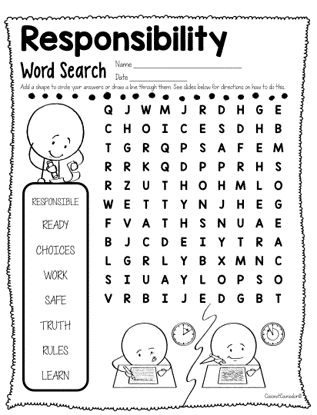 Responsibility
Word Search
Name
Date
Add a shape to circle your answers or draw a line through them. See slides below for directions on how to do this.
Q J W M J R D H G E
C H O I C E S D H B
T G R Q P S A F E M
R R K Q D P P R H S
R Z U T H O H M L O
W E T T Y N J H E G
F V A T H S N U A E
B J C D E I Y T R A
L G R L Y B X M N C
S I U A Y L O P S O
V R B I J E D G B T
RESPONSIBLE
READY
CHOICES
WORK
SAFE
TRUTH
RULES
LEARN